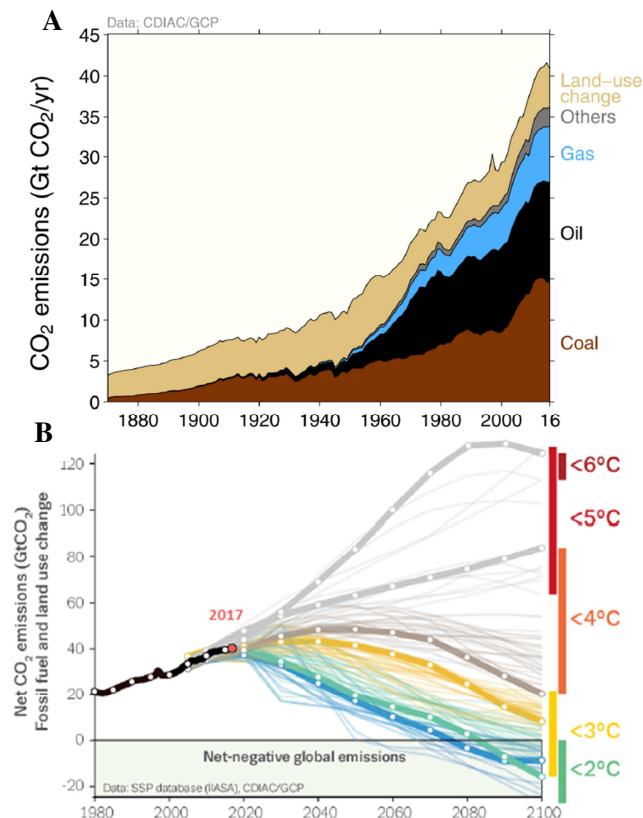 A
Data: CDIAC/GCP
CO2 emissions (Gt CO2/yr)
45
40
35
30
25
20
15
10
5
0
1880
1900
1920
1940
1960
1980
2000
16
Land–use
change
Others
Gas
Oil
Coal
B
Net CO2 emissions (GtCO2)
Fossil fuel and land use change
120
100
80
60
40
20
0
-20
2017
Net-negative global emissions
Data: SSP database (IIASA), CDIAC/GCP
1980
2000
2020
2040
2060
2080
2100
<6°C
<5°C
<4°C
<3°C
<2°C